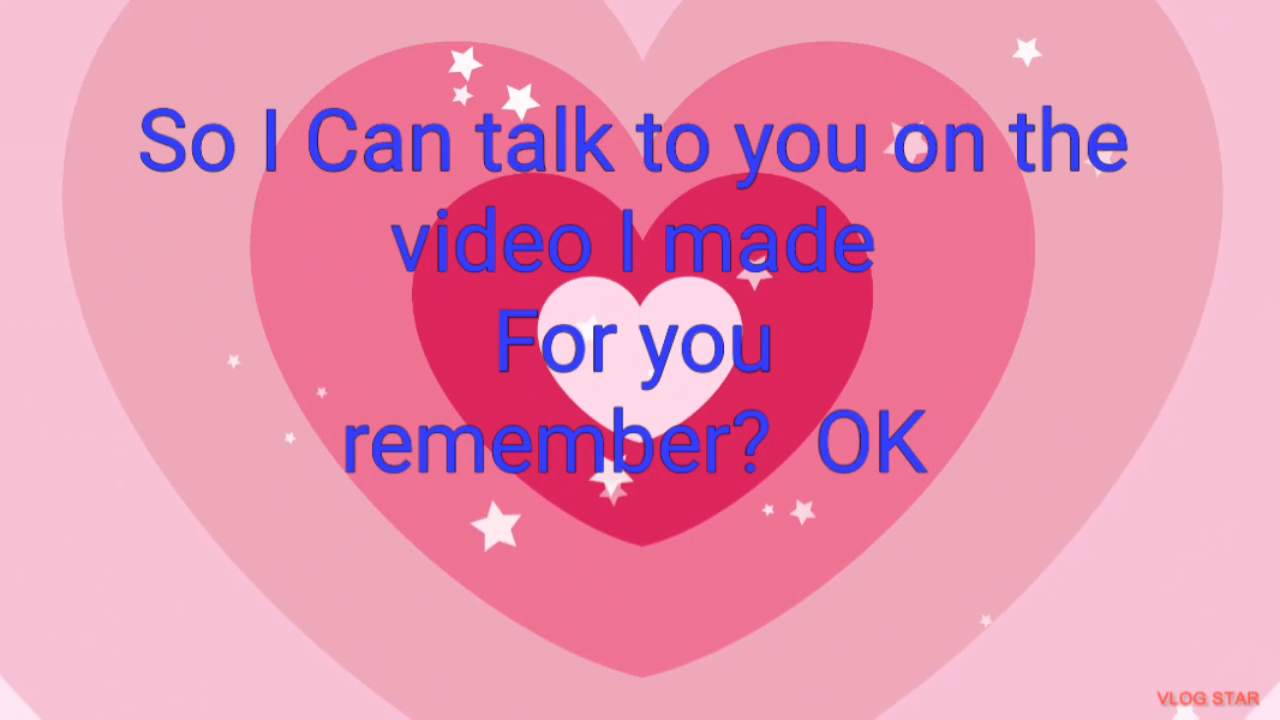 So I Can talk to you on the
video I made
For you
remember?  OK
VLOG STAR